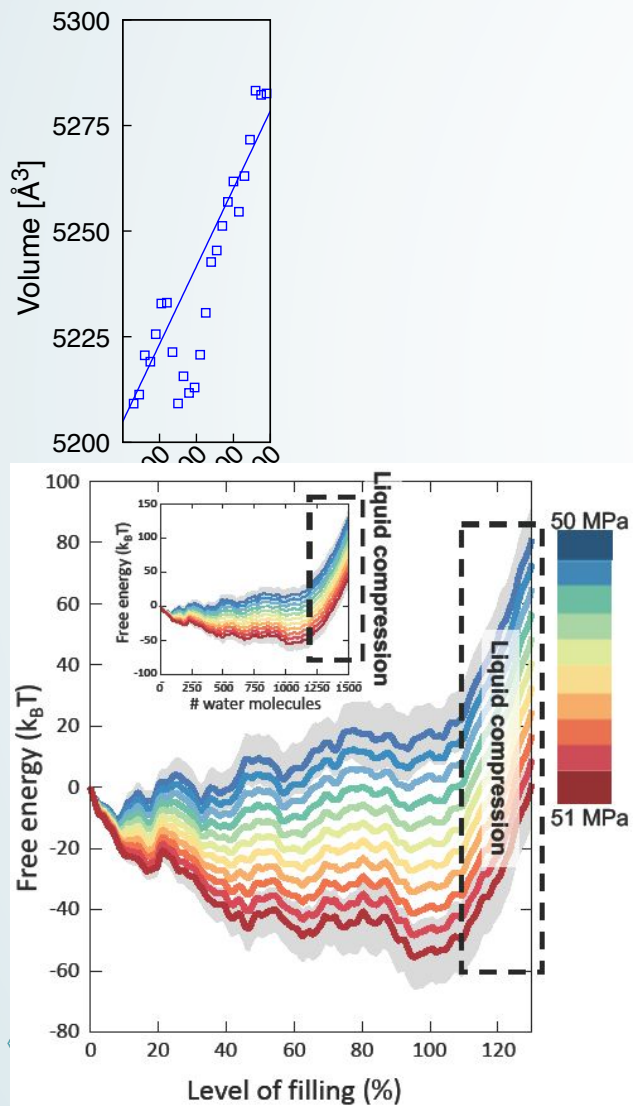 5300
5275
5250
5225
5200
Volume [Å³]
100
80
60
40
20
0
-20
-40
-60
-80
Free energy (k_BT)
0 20 40 60 80 100 120
Level of filling (%)
150
100
50
0
-50
-100
Free energy (k_BT)
0 250 500 750 1000 1250 1500
# water molecules
Liquid compression
Liquid compression
50 MPa
51 MPa